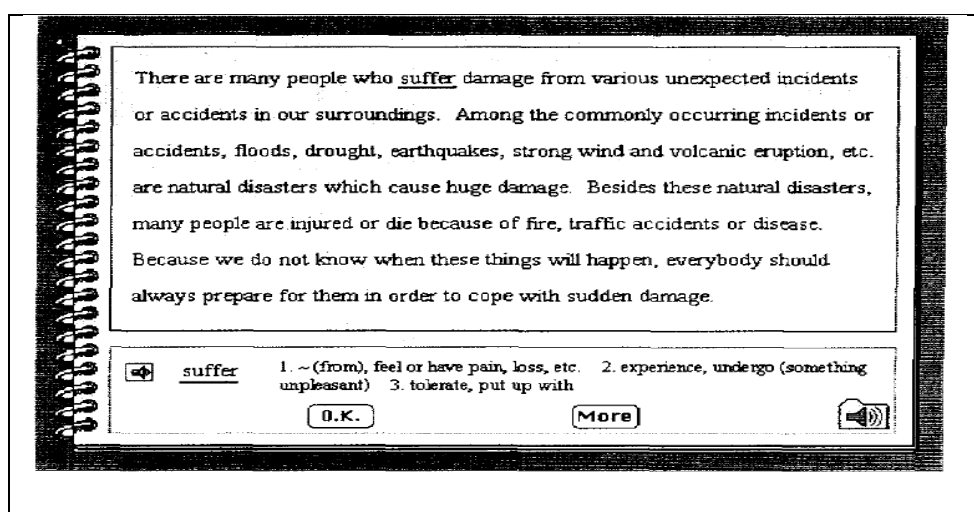 There are many people who suffer damage from various unexpected incidents
or accidents in our surroundings. Among the commonly occurring incidents or
accidents, floods, drought, earthquakes, strong wind and volcanic eruption, etc.
are natural disasters which cause huge damage. Besides these natural disasters,
many people are injured or die because of fire, traffic accidents or disease.
Because we do not know when these things will happen, everybody should
always prepare for them in order to cope with sudden damage.
suffer 1. ~(from), feel or have pain, loss, etc. 2. experience, undergo (something
unpleasant) 3. tolerate, put up with
O.K. More